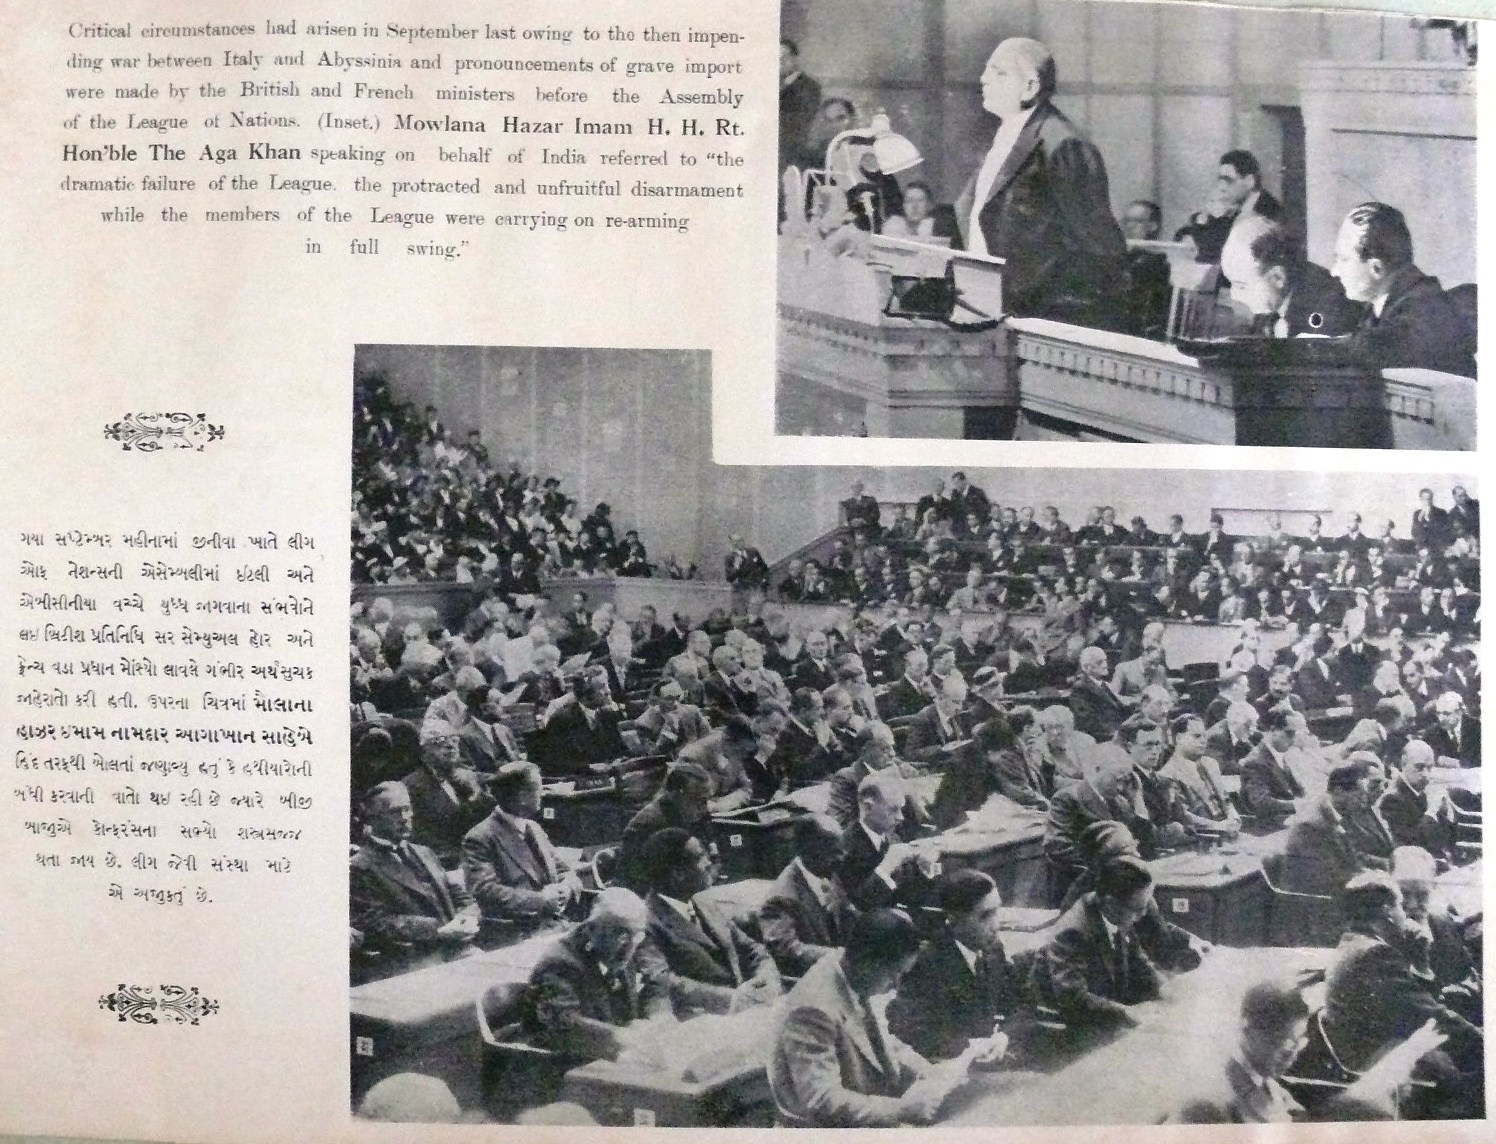 Critical circumstances had arisen in September last owing to the then impen-
ding war between Italy and Abyssinia and pronouncements of grave import
were made by the British and French ministers before the Assembly
of the League of Nations. (Inset.) Mowlana Hazar Imam H. H. Rt.
Hon'ble The Aga Khan speaking on behalf of India referred to “the
dramatic failure of the League. the protracted and unfruitful disarmament
while the members of the League were carrying on re-arming
in full swing.”
ગયા સપ્ટેમ્બર મહીનામાં જીનીવા ખાતે લીગ
ઓફ નેશન્સની એસેમ્બલીમાં ઇટલી અને
એબીસીનીયા વચ્ચે યુધ્ધ જાગવાના સંભવોને
લઇ બ્રિટીશ પ્રતિનિધિ સર સેમ્યુઅલ હોર અને
ફ્રેન્ચ વડા પ્રધાન મોસ્યો લાવલે ગંભીર અર્થસુચક
જાહેરાતો કરી હતી. ઉપરના ચિત્રમાં મૌલાના
હાઝર ઇમામ નામદાર આગાખાન સાહેબે
હિંદ તરફથી બોલતાં જણાવ્યુ હતું કે હથીયારોની
બંધી કરવાની વાતો થઇ રહી છે જ્યારે બીજી
બાજુએ કોન્ફરંસના સભ્યો શસ્ત્રસજ્જ
થતા જાય છે. લીગ જેવી સંસ્થા માટે
એ અજુકતું છે.